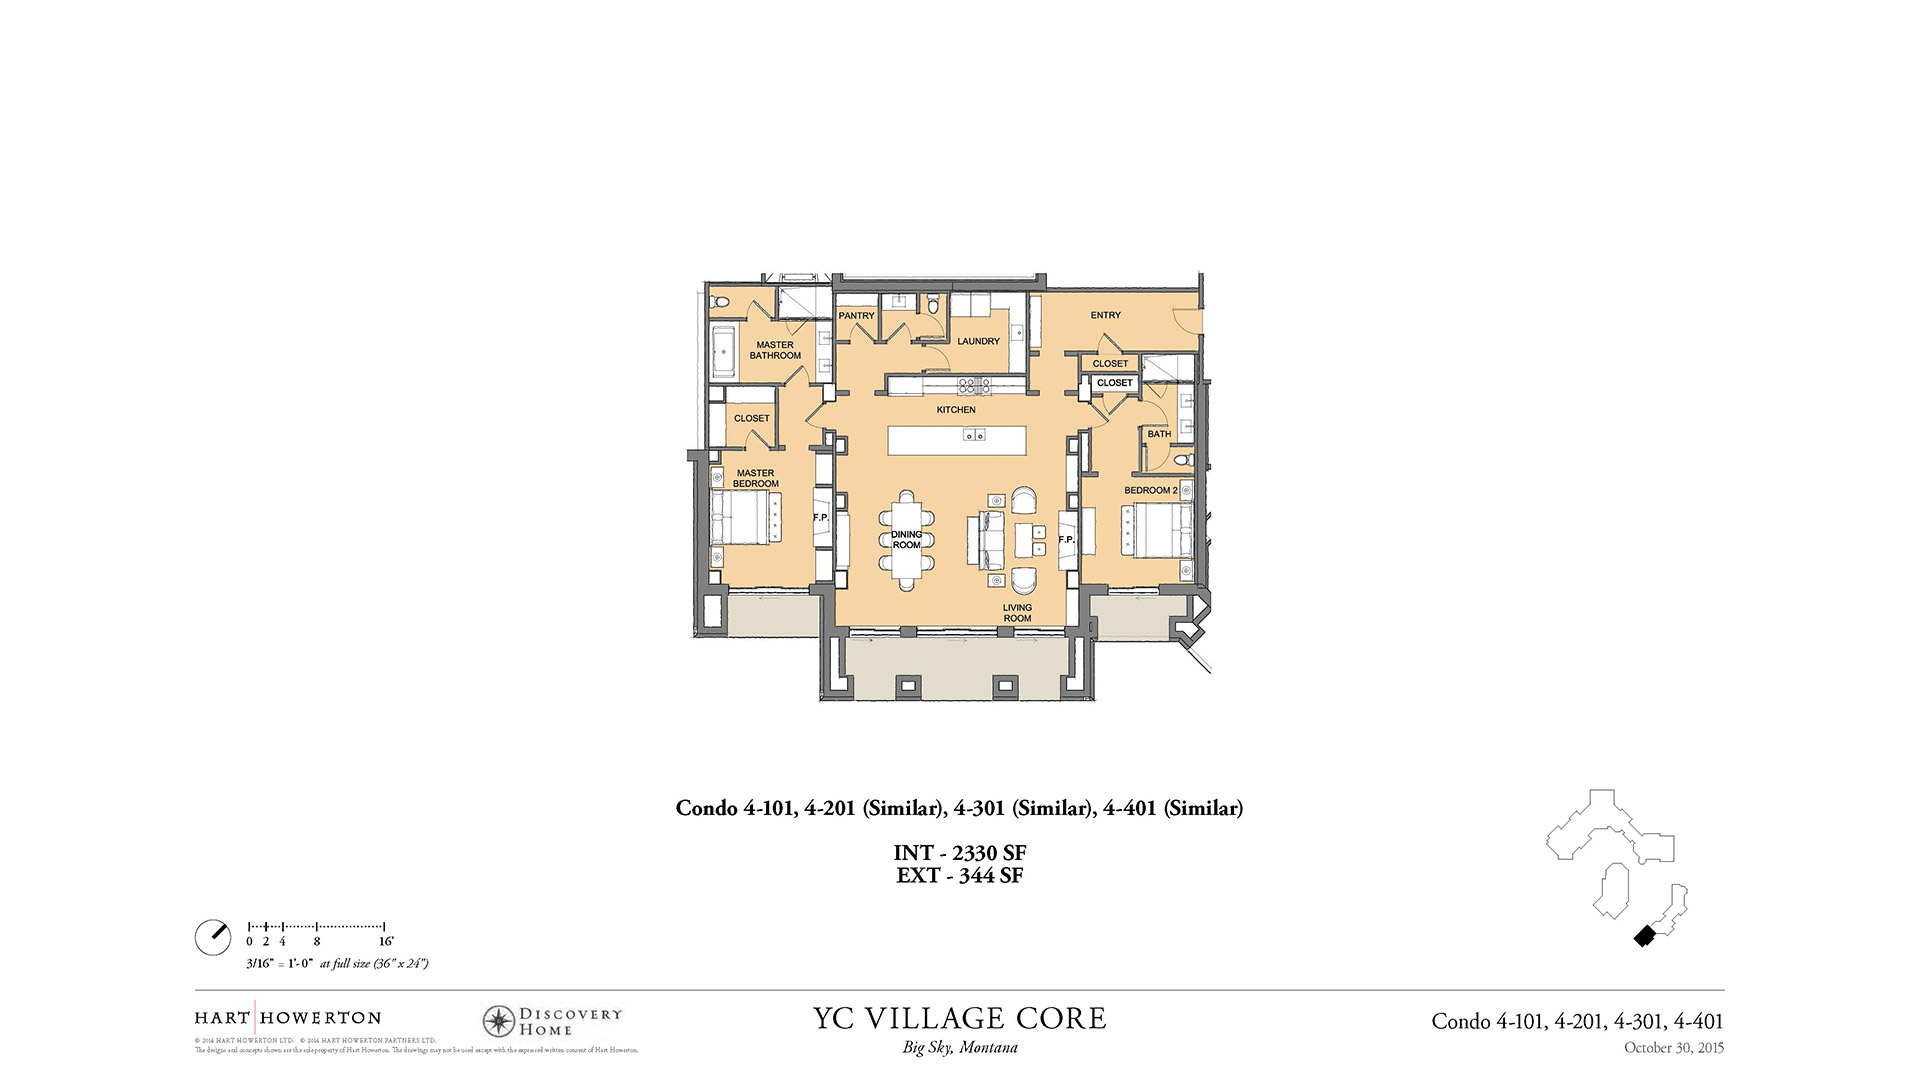 PANTRY
ENTRY
LAUNDRY
MASTER
BATHROOM
CLOSET
CLOSET
KITCHEN
CLOSET
BATH
MASTER
BEDROOM
BEDROOM 2
F.P.
DINING
ROOM
F.P.
LIVING
ROOM
Condo 4-101, 4-201 (Similar), 4-301 (Similar), 4-401 (Similar)
INT - 2330 SF
EXT - 344 SF
0 2 4 8 16'
3/16" = 1'-0" at full size (36" x 24")
HART HOWERTON
© 2014 HART HOWERTON LTD. © 2014 HART HOWERTON PARTNERS LTD.
The designs and concepts shown are the sole property of Hart Howerton. The drawings may not be used except with the expressed written consent of Hart Howerton.
DISCOVERY
HOME
YC VILLAGE CORE
Big Sky, Montana
Condo 4-101, 4-201, 4-301, 4-401
October 30, 2015